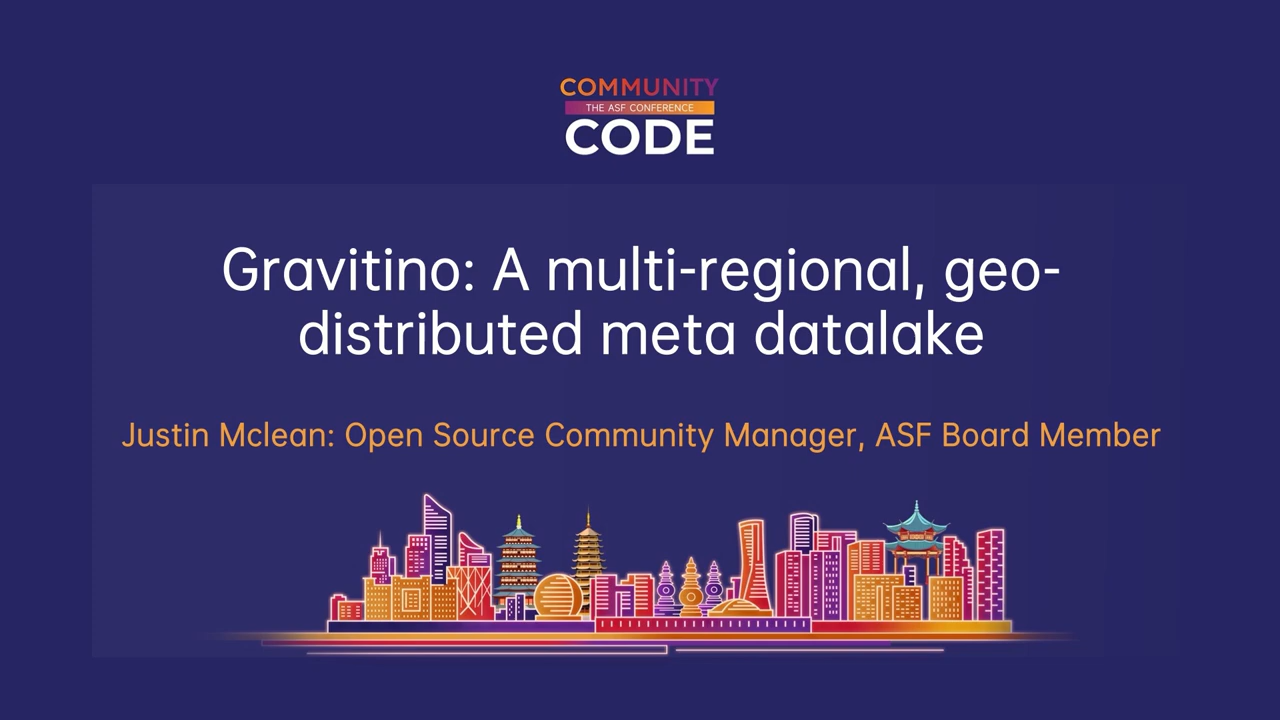 COMMUNITY
THE ASF CONFERENCE
CODE
Gravitino: A multi-regional, geo-
distributed meta datalake
Justin Mclean: Open Source Community Manager, ASF Board Member